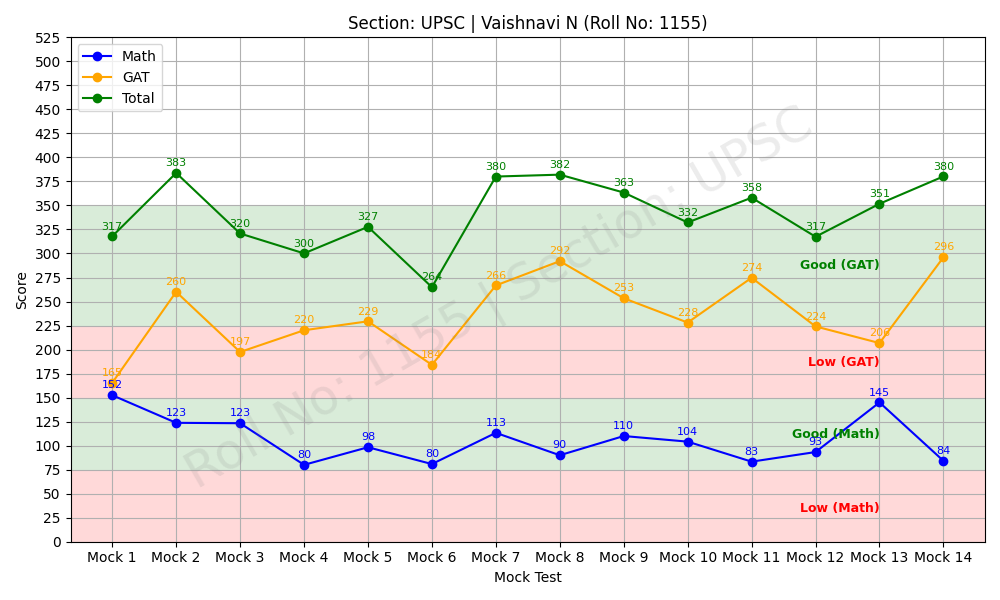 Section: UPSC | Vaishnavi N (Roll No: 1155)
Math
GAT
Total
Score
525
500
475
450
425
400
375
350
325
300
275
250
225
200
175
150
125
100
75
50
25
0
317 383 320 300 327 264 380 382 363 332 358 317 351 380
165 260 197 220 229 184 266 292 253 228 274 224 206 296
152 123 123 80 98 80 113 90 110 104 83 93 145 84
Good (GAT)
Low (GAT)
Good (Math)
Low (Math)
Roll No: 1155 | Section: UPSC
Mock 1 Mock 2 Mock 3 Mock 4 Mock 5 Mock 6 Mock 7 Mock 8 Mock 9 Mock 10 Mock 11 Mock 12 Mock 13 Mock 14
Mock Test